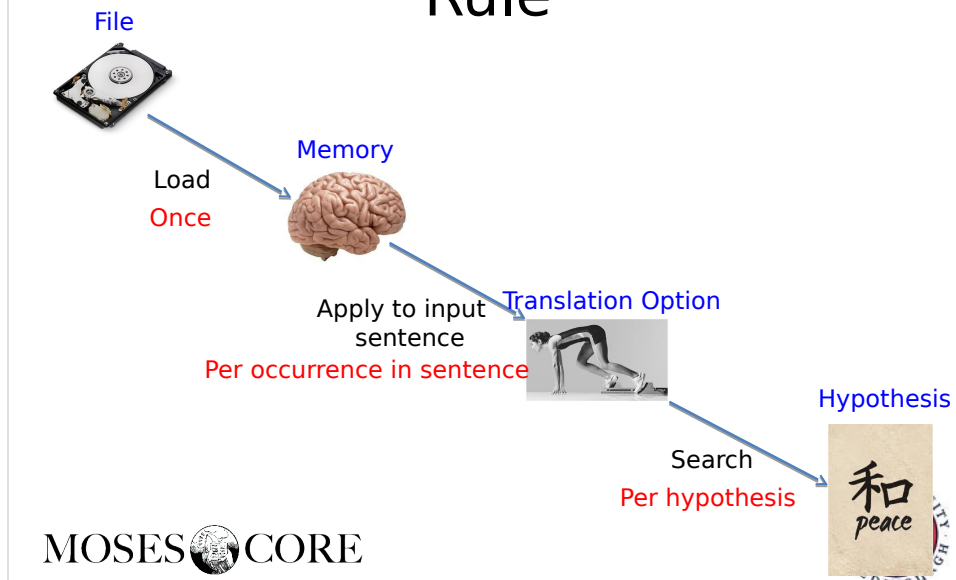 Rule
File
Memory
Load
Once
Translation Option
Apply to input
sentence
Per occurrence in sentence
Hypothesis
Search
Per hypothesis
和
peace
MOSES CORE